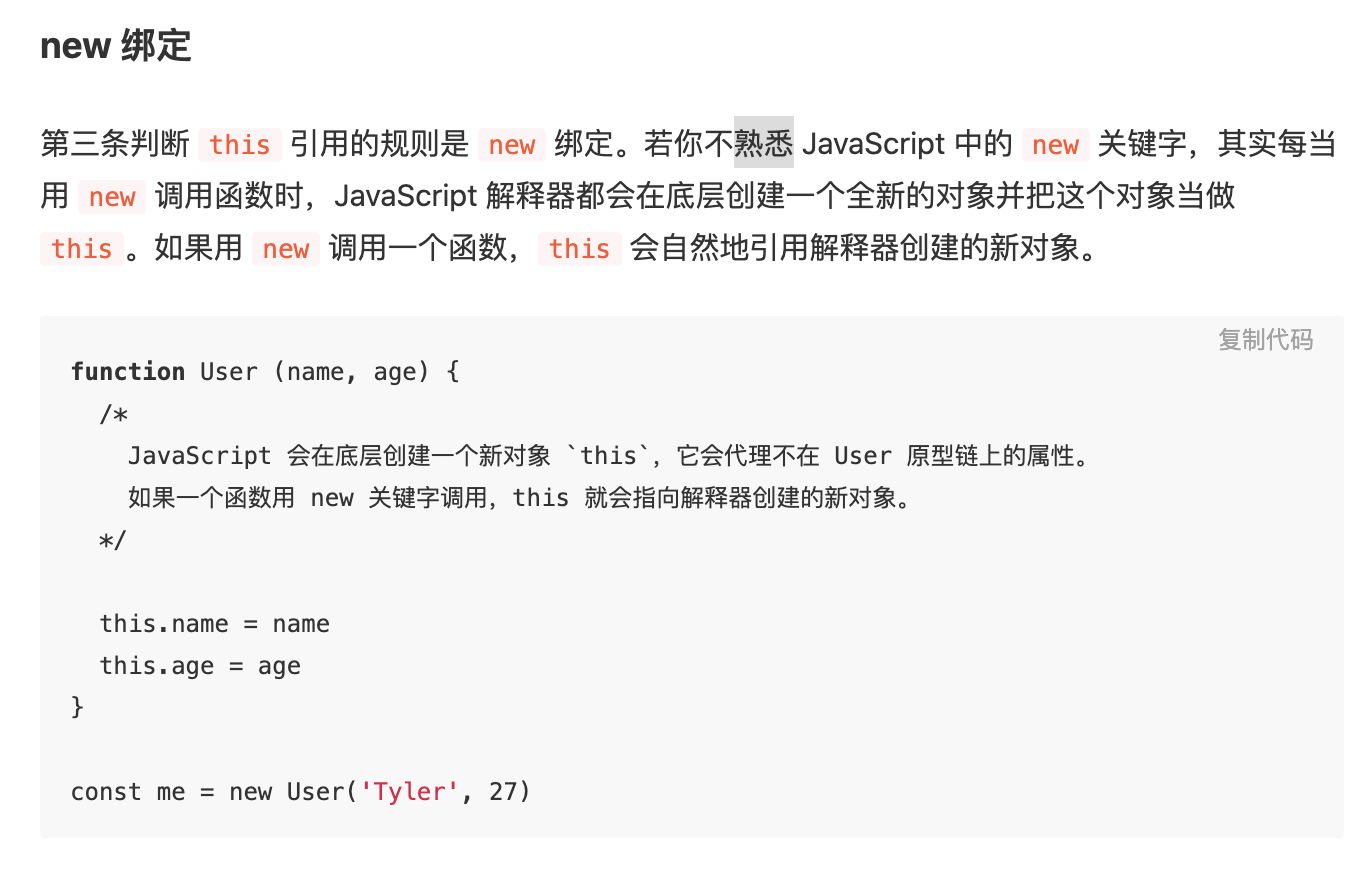 new 绑定
第三条判断 this 引用的规则是 new 绑定。若你不熟悉 JavaScript 中的 new 关键字，其实每当
用 new 调用函数时，JavaScript 解释器都会在底层创建一个全新的对象并把这个对象当做
this 。如果用 new 调用一个函数， this 会自然地引用解释器创建的新对象。
复制代码
function User (name, age) {
  /*
    JavaScript 会在底层创建一个新对象 `this`，它会代理不在 User 原型链上的属性。
    如果一个函数用 new 关键字调用，this 就会指向解释器创建的新对象。
  */
  this.name = name
  this.age = age
}
const me = new User('Tyler', 27)